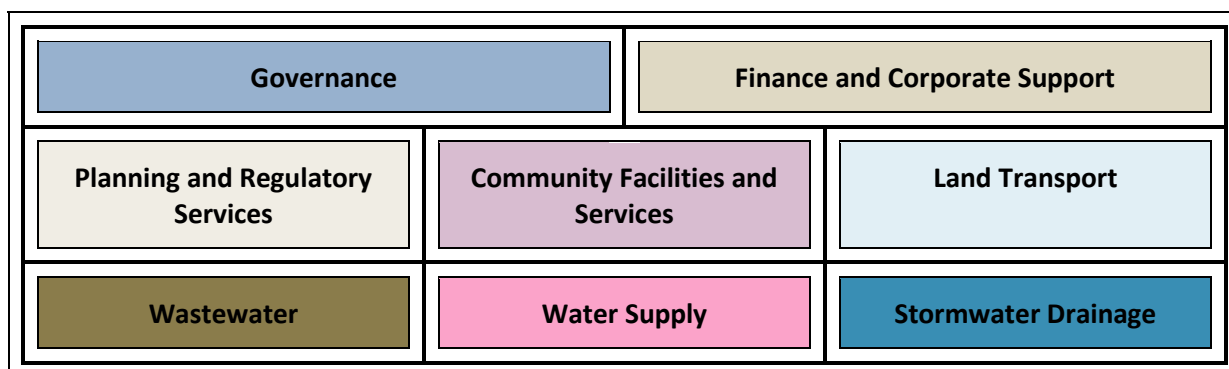 Governance
Finance and Corporate Support
Planning and Regulatory
Services
Community Facilities and
Services
Land Transport
Wastewater
Water Supply
Stormwater Drainage